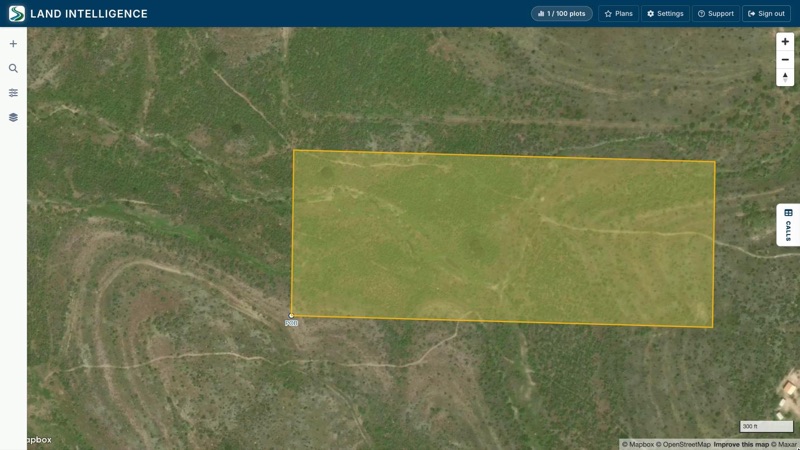 LAND INTELLIGENCE
1 / 100 plots
Plans
Settings
Support
Sign out
CALLS
POB
300 ft
apbox
© Mapbox © OpenStreetMap Improve this map © Maxar